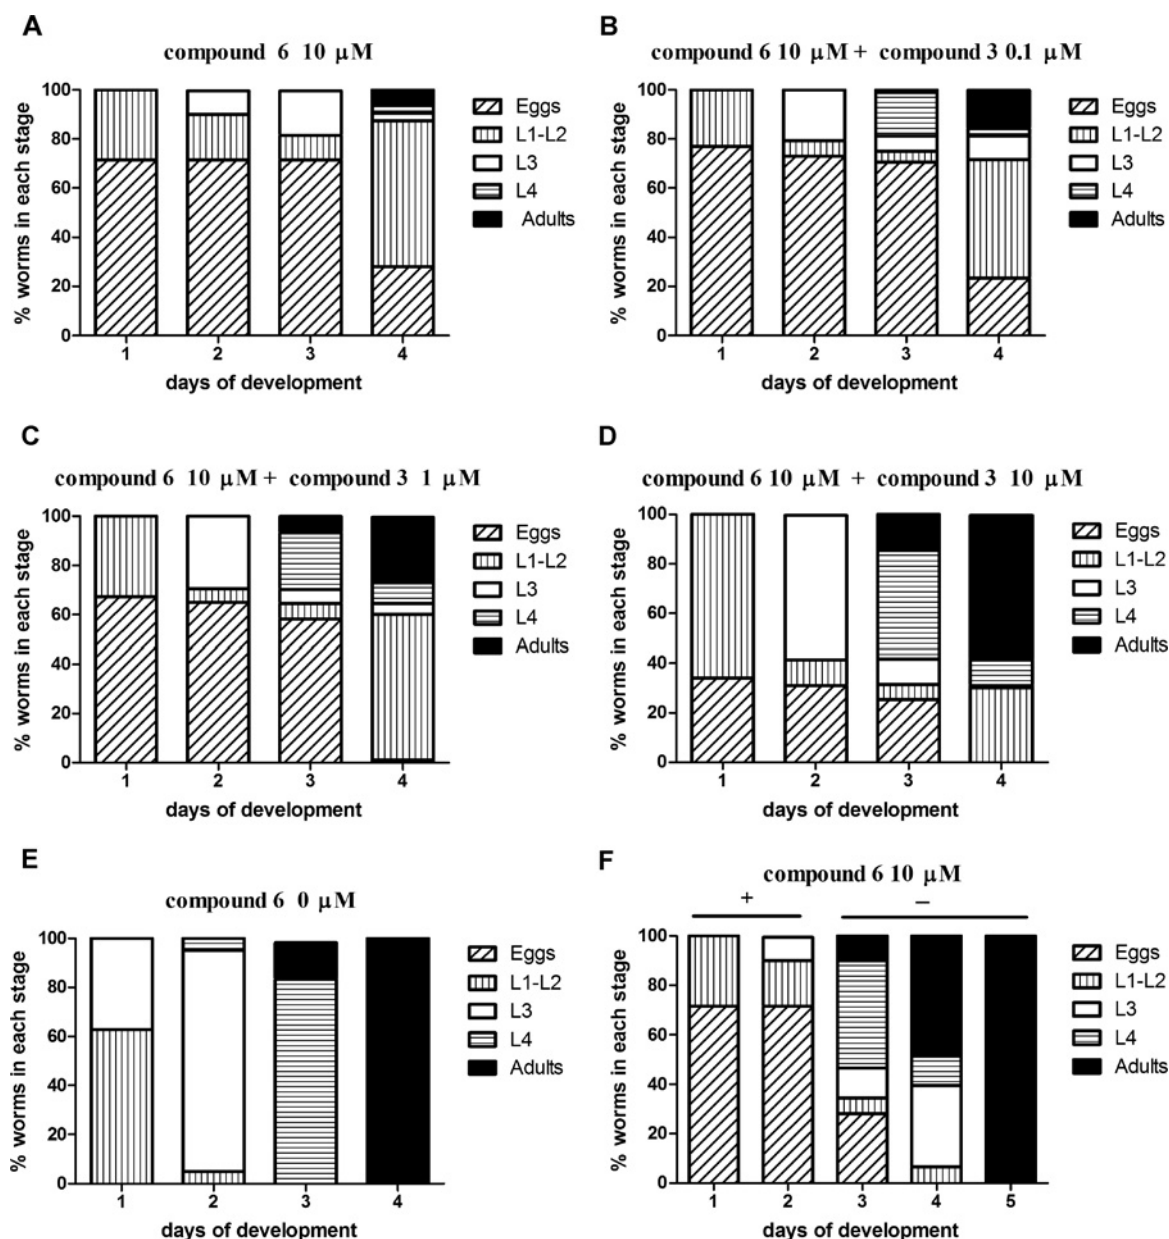 A
compound 6 10 μM
% worms in each stage
100
80
60
40
20
0
1 2 3 4
days of development
Eggs
L1-L2
L3
L4
Adults
B
compound 6 10 μM + compound 3 0.1 μM
% worms in each stage
100
80
60
40
20
0
1 2 3 4
days of development
Eggs
L1-L2
L3
L4
Adults
C
compound 6 10 μM + compound 3 1 μM
% worms in each stage
100
80
60
40
20
0
1 2 3 4
days of development
Eggs
L1-L2
L3
L4
Adults
D
compound 6 10 μM + compound 3 10 μM
% worms in each stage
100
80
60
40
20
0
1 2 3 4
days of development
Eggs
L1-L2
L3
L4
Adults
E
compound 6 0 μM
% worms in each stage
100
80
60
40
20
0
1 2 3 4
days of development
Eggs
L1-L2
L3
L4
Adults
F
compound 6 10 μM
+ −
% worms in each stage
100
80
60
40
20
0
1 2 3 4 5
days of development
Eggs
L1-L2
L3
L4
Adults